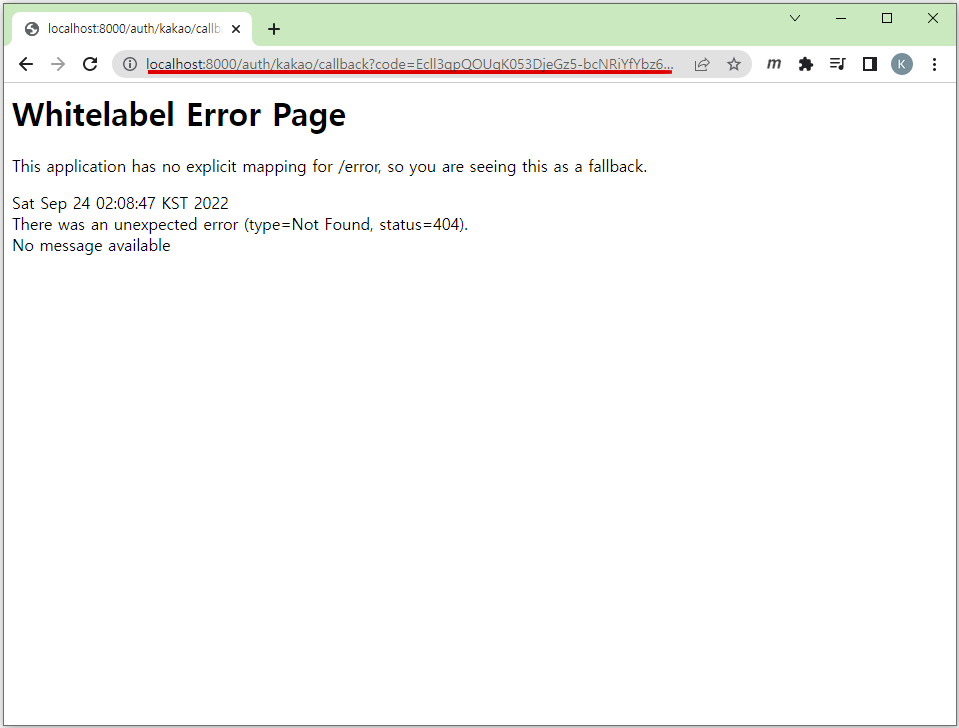 localhost:8000/auth/kakao/callb
localhost:8000/auth/kakao/callback?code=Ecll3qpQOUqK053DjeGz5-bcNRiYfYbz6...
m
K
Whitelabel Error Page
This application has no explicit mapping for /error, so you are seeing this as a fallback.
Sat Sep 24 02:08:47 KST 2022
There was an unexpected error (type=Not Found, status=404).
No message available